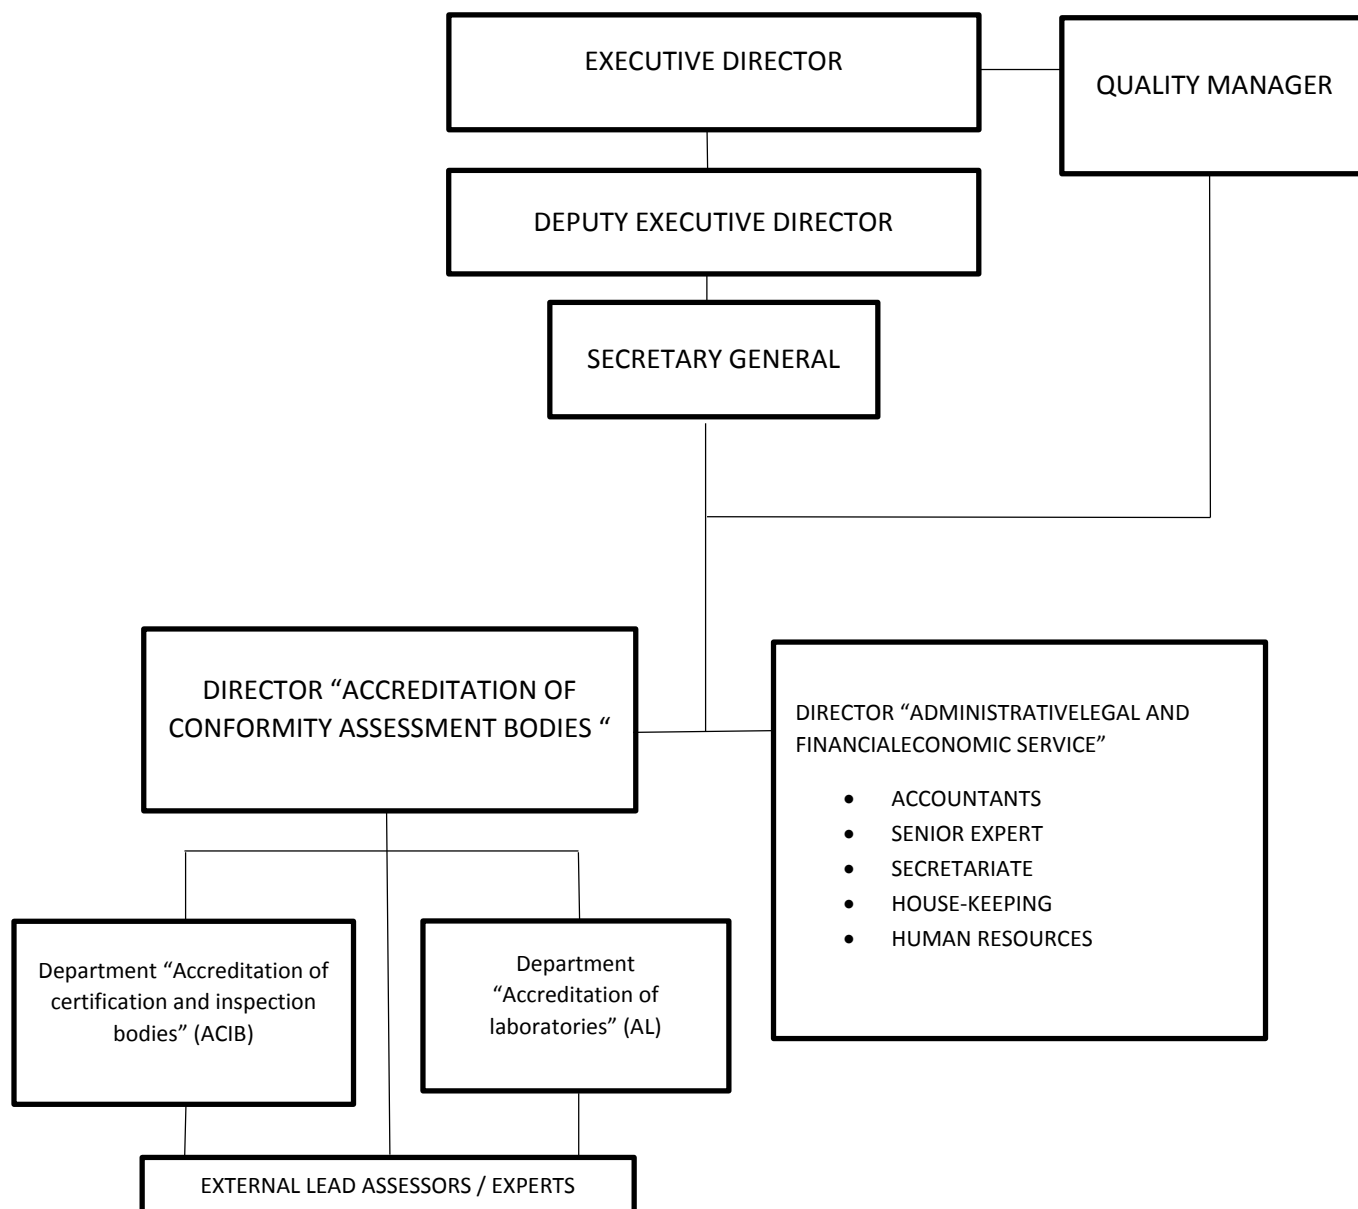 EXECUTIVE DIRECTOR
QUALITY MANAGER
DEPUTY EXECUTIVE DIRECTOR
SECRETARY GENERAL
DIRECTOR “ACCREDITATION OF
CONFORMITY ASSESSMENT BODIES “
DIRECTOR “ADMINISTRATIVELEGAL AND
FINANCIALECONOMIC SERVICE”
• ACCOUNTANTS
• SENIOR EXPERT
• SECRETARIATE
• HOUSE-KEEPING
• HUMAN RESOURCES
Department “Accreditation of
certification and inspection
bodies” (ACIB)
Department
“Accreditation of
laboratories” (AL)
EXTERNAL LEAD ASSESSORS / EXPERTS